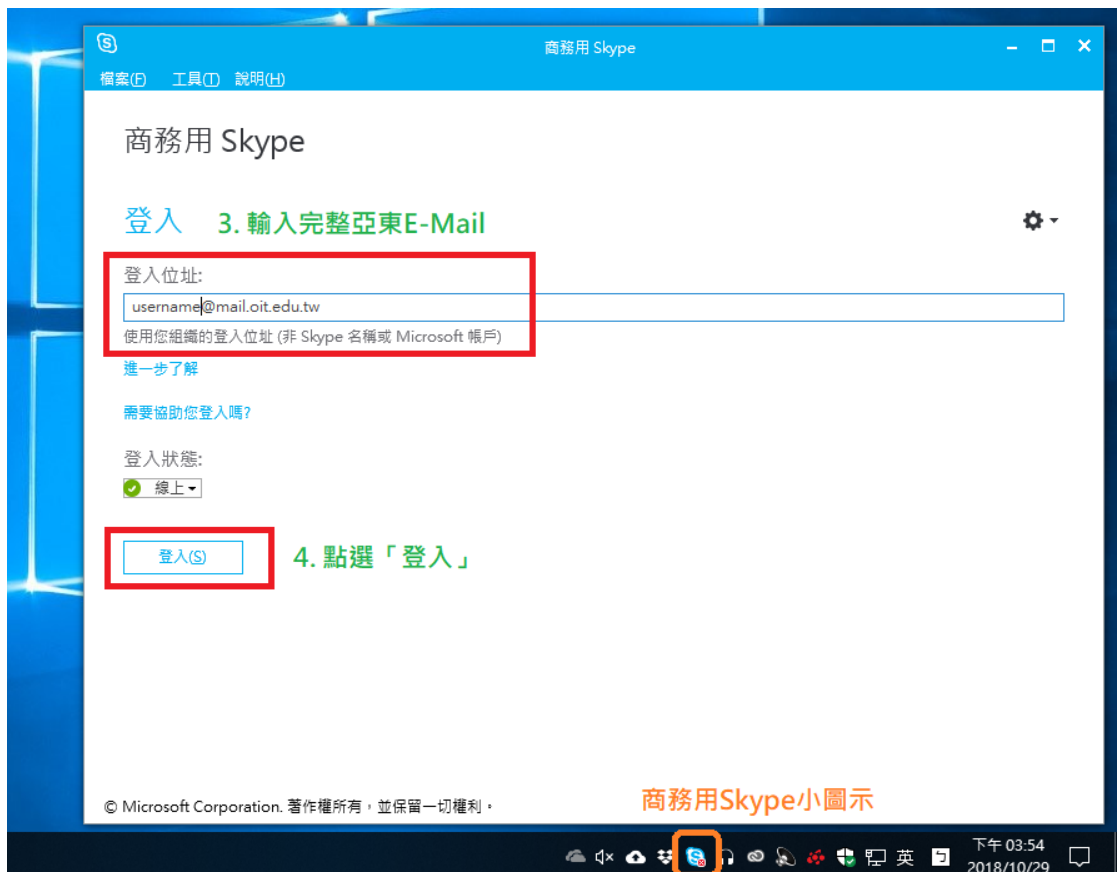 商務用 Skype
檔案(F) 工具(T) 說明(H)
商務用 Skype
登入 3. 輸入完整亞東E-Mail
登入位址:
username@mail.oit.edu.tw
使用您組織的登入位址 (非 Skype 名稱或 Microsoft 帳戶)
進一步了解
需要協助您登入嗎?
登入狀態:
線上
登入(S) 4. 點選「登入」
© Microsoft Corporation. 著作權所有，並保留一切權利。 商務用Skype小圖示
英 ㄅ 下午 03:54
2018/10/29